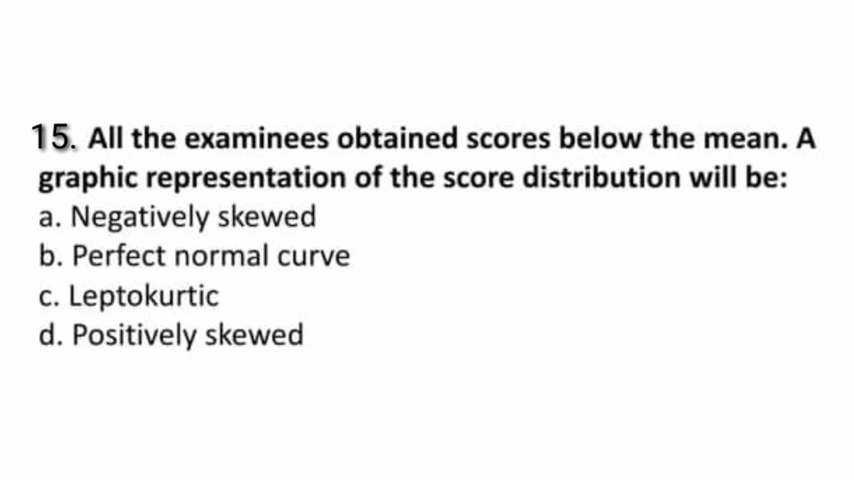 15. All the examinees obtained scores below the mean. A
graphic representation of the score distribution will be:
a. Negatively skewed
b. Perfect normal curve
c. Leptokurtic
d. Positively skewed